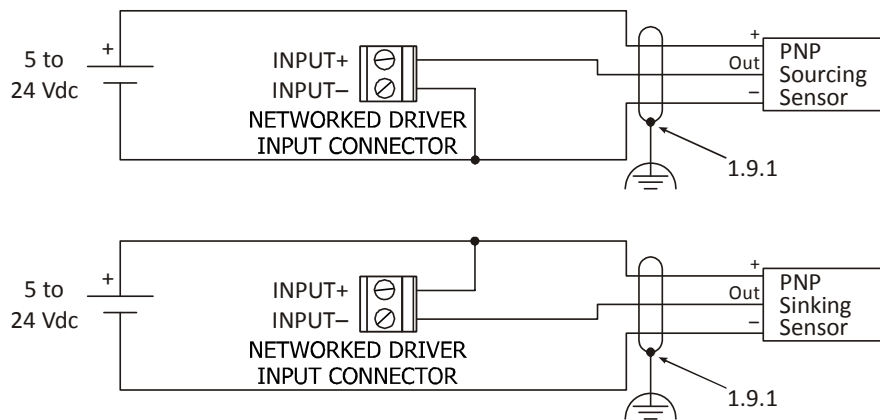 5 to
24 Vdc
+
INPUT+
INPUT–
NETWORKED DRIVER
INPUT CONNECTOR
+
Out
–
PNP
Sourcing
Sensor
1.9.1
5 to
24 Vdc
+
INPUT+
INPUT–
NETWORKED DRIVER
INPUT CONNECTOR
+
Out
–
PNP
Sinking
Sensor
1.9.1